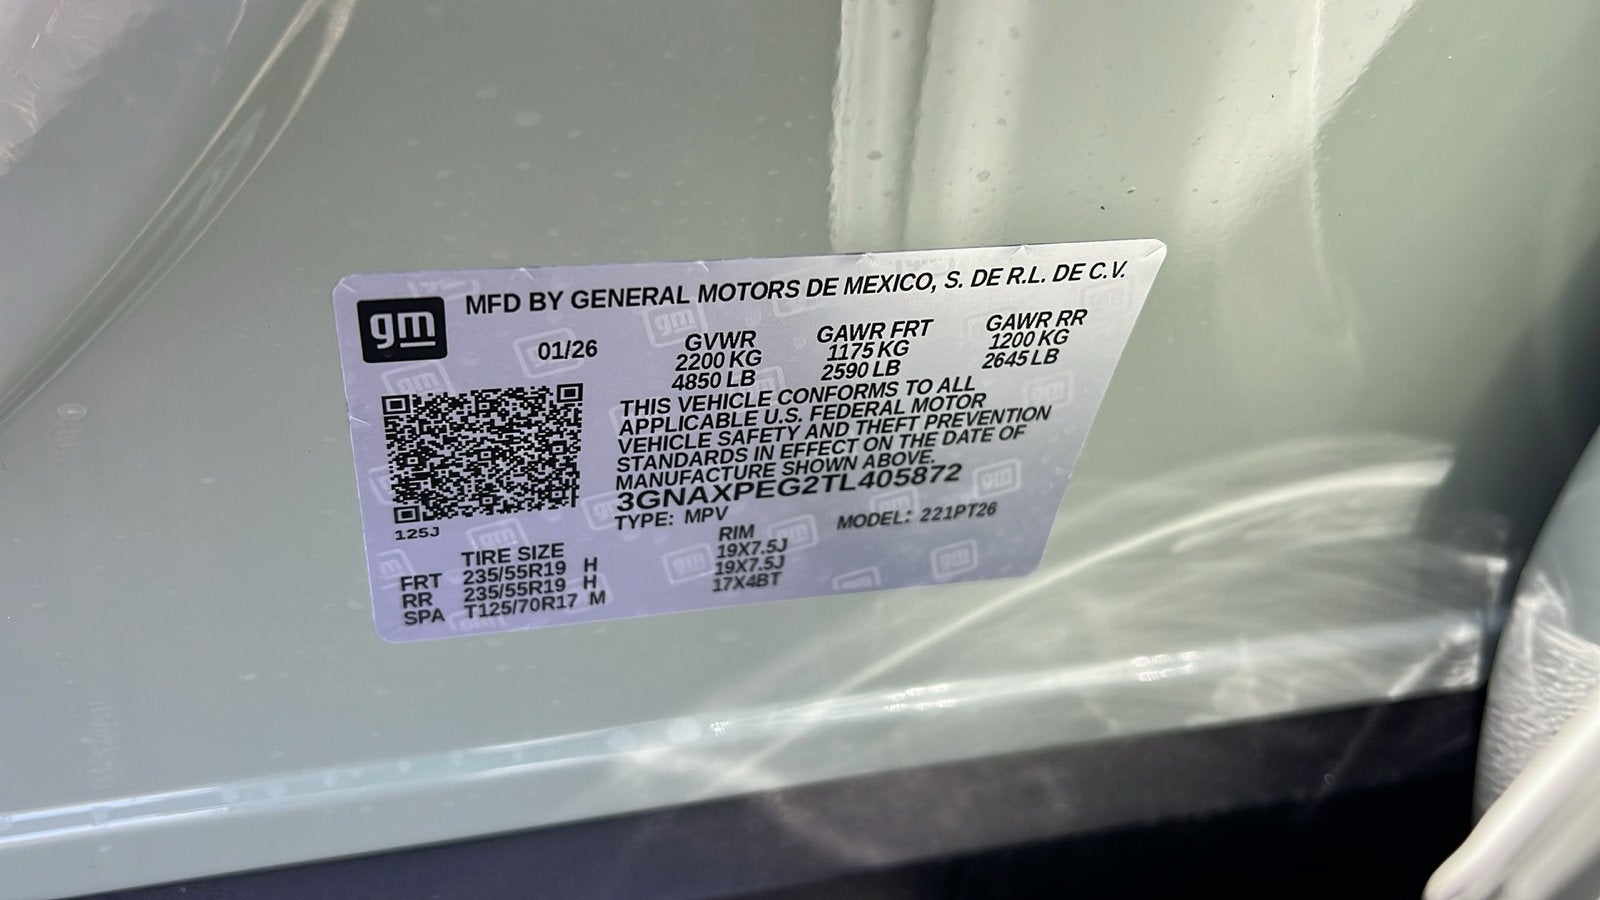 gm
MFD BY GENERAL MOTORS DE MEXICO, S. DE R.L. DE C.V.
01/26
GVWR
2200 KG
4850 LB
GAWR FRT
1175 KG
2590 LB
GAWR RR
1200 KG
2645 LB
THIS VEHICLE CONFORMS TO ALL
APPLICABLE U.S. FEDERAL MOTOR
VEHICLE SAFETY AND THEFT PREVENTION
STANDARDS IN EFFECT ON THE DATE OF
MANUFACTURE SHOWN ABOVE.
3GNAXPEG2TL405872
TYPE: MPV MODEL: 221PT26
125J
TIRE SIZE RIM
FRT 235/55R19 H 19X7.5J
RR 235/55R19 H 19X7.5J
SPA T125/70R17 M 17X4BT